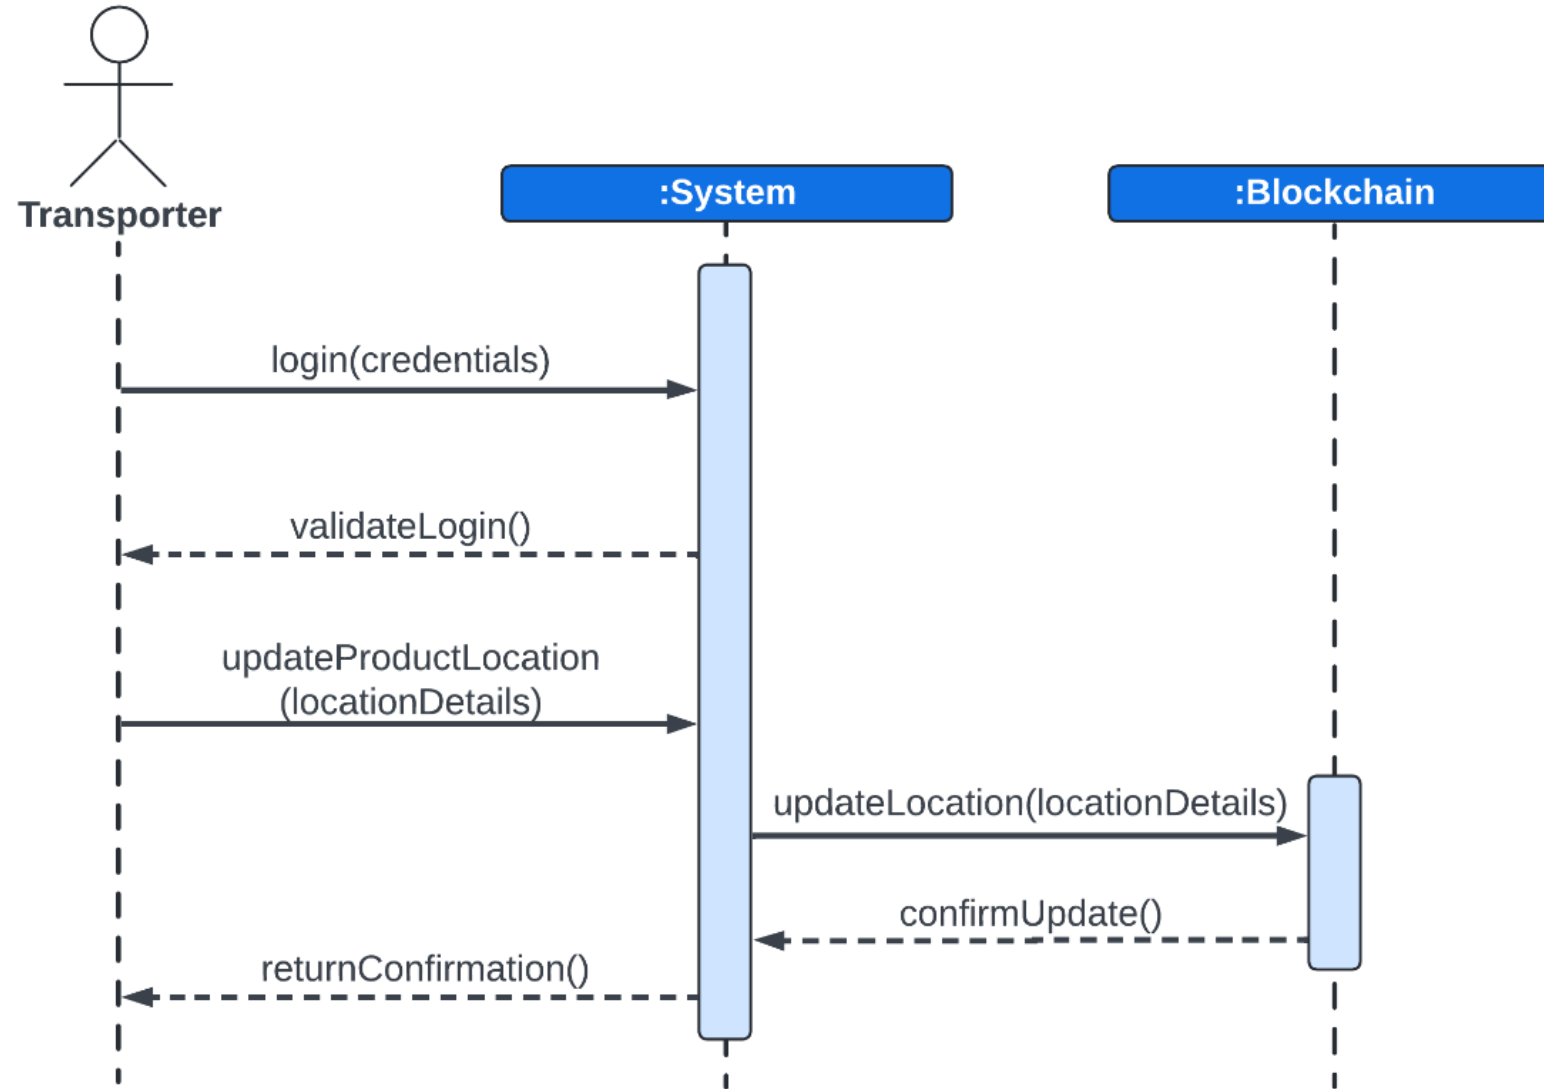 Transporter
:System
:Blockchain
login(credentials)
validateLogin()
updateProductLocation
(locationDetails)
updateLocation(locationDetails)
confirmUpdate()
returnConfirmation()